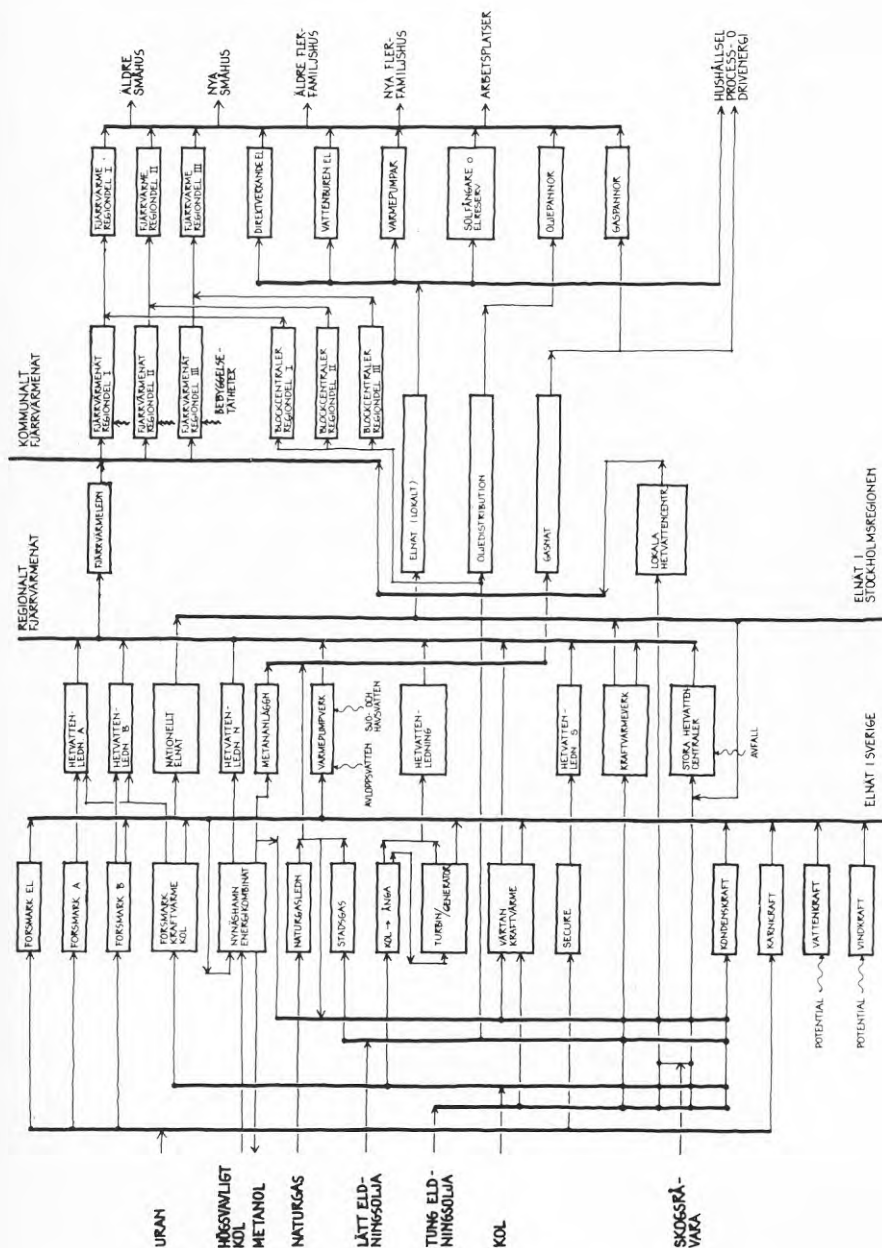 REGIONALT
FJÄRRVÄRMENÄT
KOMMUNALT
FJÄRRVÄRMENÄT
URAN
HÖGSVAVLIGT
KOL
METANOL
NATURGAS
LÄTT ELD-
NINGSOLJA
TUNG ELD-
NINGSOLJA
KOL
SKOGSRÅ-
VARA
FORSMARK EL
FORSMARK A
FORSMARK B
FORSMARK
KRAFTVÄRME
KOL
NYNÄSHAMN
ENERGIKOMBINAT
NATURGASLEDN
STADSGAS
KOL → ÅNGA
TURBIN/
/GENERATOR
VÄRTAN
KRAFTVÄRME
SECURE
KONDENSKRAFT
KÄRNKRAFT
VATTENKRAFT
VINDKRAFT
POTENTIAL
POTENTIAL
HETVATTEN-
LEDN A
HETVATTEN-
LEDN B
NATIONELLT
ELNÄT
HETVATTEN-
LEDN N
METANANLÄGGN
VÄRMEPUMPVERK
AVLOPPSVATTEN
SJÖ- OCH
HAVSVATTEN
HETVATTEN-
LEDNING
HETVATTEN-
LEDN S
KRAFTVÄRMEVERK
STORA HETVATTEN-
CENTRALER
AVFALL
ELNÄT I SVERIGE
ELNÄT I
STOCKHOLMSREGIONEN
FJÄRRVÄRMELEDN
ELNÄT (LOKALT)
OLJEDISTRIBUTION
GASNÄT
LOKALA
HETVATTENCENTR
FJÄRRVÄRMENÄT
REGIONDEL I
FJÄRRVÄRMENÄT
REGIONDEL II
FJÄRRVÄRMENÄT
REGIONDEL III
BEBYGGELSE-
TÄTHETER
BLOCKCENTRALER
REGIONDEL I
BLOCKCENTRALER
REGIONDEL II
BLOCKCENTRALER
REGIONDEL III
FJÄRRVÄRME
REGIONDEL I
FJÄRRVÄRME
REGIONDEL II
FJÄRRVÄRME
REGIONDEL III
DIREKTVERKANDE EL
VATTENBUREN EL
VÄRMEPUMPAR
SOLFÅNGARE O
ELRESERV
OLJEPANNOR
GASPANNOR
ÄLDRE
SMÅHUS
NYA
SMÅHUS
ÄLDRE FLER-
FAMILJSHUS
NYA FLER-
FAMILJSHUS
ARBETSPLATSER
HUSHÅLLSEL
PROCESS- O
DRIVENERGI